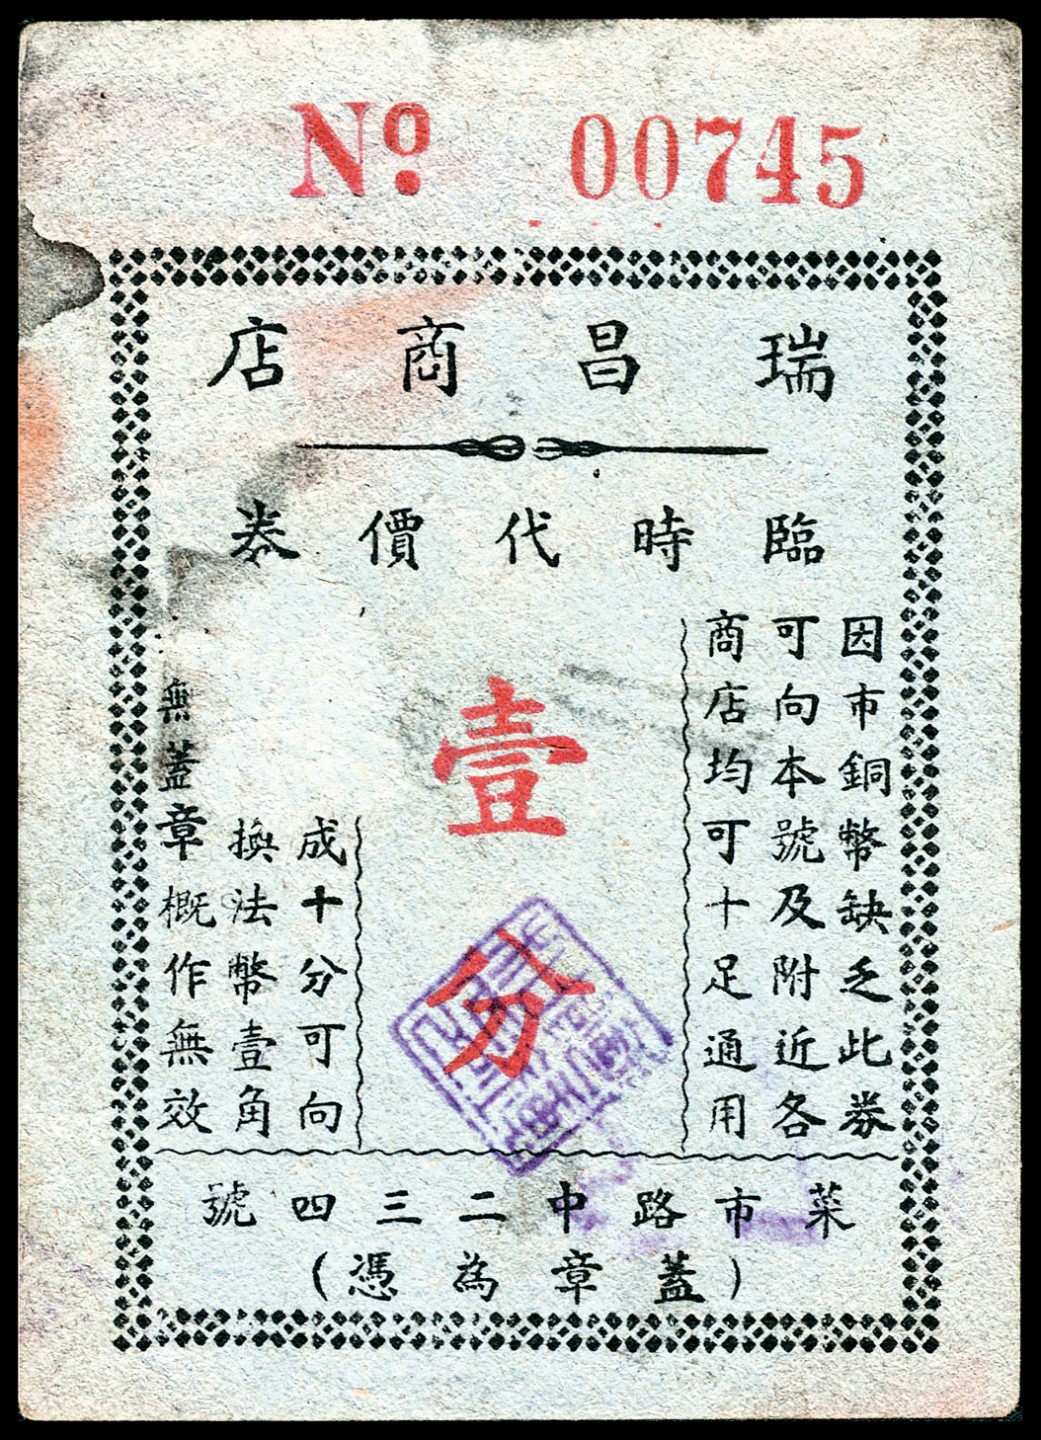 No 00745
瑞昌商店
臨時代價券
因市銅幣缺乏此券
可向本號及附近各
商店均可十足通用
壹分
成十分可向
換法幣壹角
無蓋章概作無效
菜市路中二三四號
(蓋章為憑)